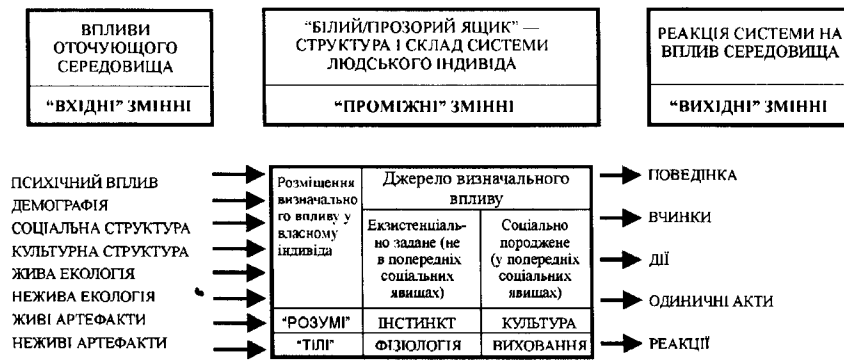 ВПЛИВИ
ОТОЧУЮЩОГО
СЕРЕДОВИЩА
"ВХІДНІ" ЗМІННІ
"БІЛИЙ/ПРОЗОРИЙ ЯЩИК" —
СТРУКТУРА І СКЛАД СИСТЕМИ
ЛЮДСЬКОГО ІНДИВІДА
"ПРОМІЖНІ" ЗМІННІ
РЕАКЦІЯ СИСТЕМИ НА
ВПЛИВ СЕРЕДОВИЩА
"ВИХІДНІ" ЗМІННІ
ПСИХІЧНИЙ ВПЛИВ
ДЕМОГРАФІЯ
СОЦІАЛЬНА СТРУКТУРА
КУЛЬТУРНА СТРУКТУРА
ЖИВА ЕКОЛОГІЯ
НЕЖИВА ЕКОЛОГІЯ
ЖИВІ АРТЕФАКТИ
НЕЖИВІ АРТЕФАКТИ
Розміщення
визначально
го впливу у
власному
індивіда
Джерело визначального
впливу
Екзистенціаль-
но задане (не
в попередніх
соціальних
явищах)
Соціально
породжене
(у попередніх
соціальних
явищах)
"РОЗУМІ"
ІНСТИНКТ
КУЛЬТУРА
"ТІЛІ"
ФІЗІОЛОГІЯ
ВИХОВАННЯ
ПОВЕДІНКА
ВЧИНКИ
ДІЇ
ОДИНИЧНІ АКТИ
РЕАКЦІЇ